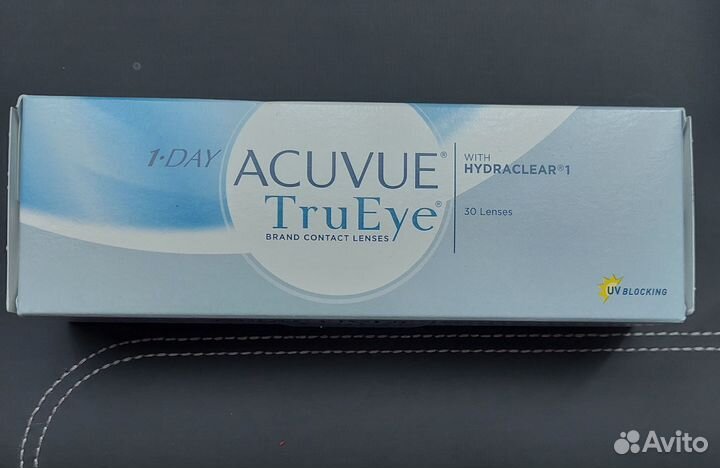 1·DAY
ACUVUE®
TruEye®
BRAND CONTACT LENSES
WITH
HYDRACLEAR®1
30 Lenses
UV BLOCKING
Avito